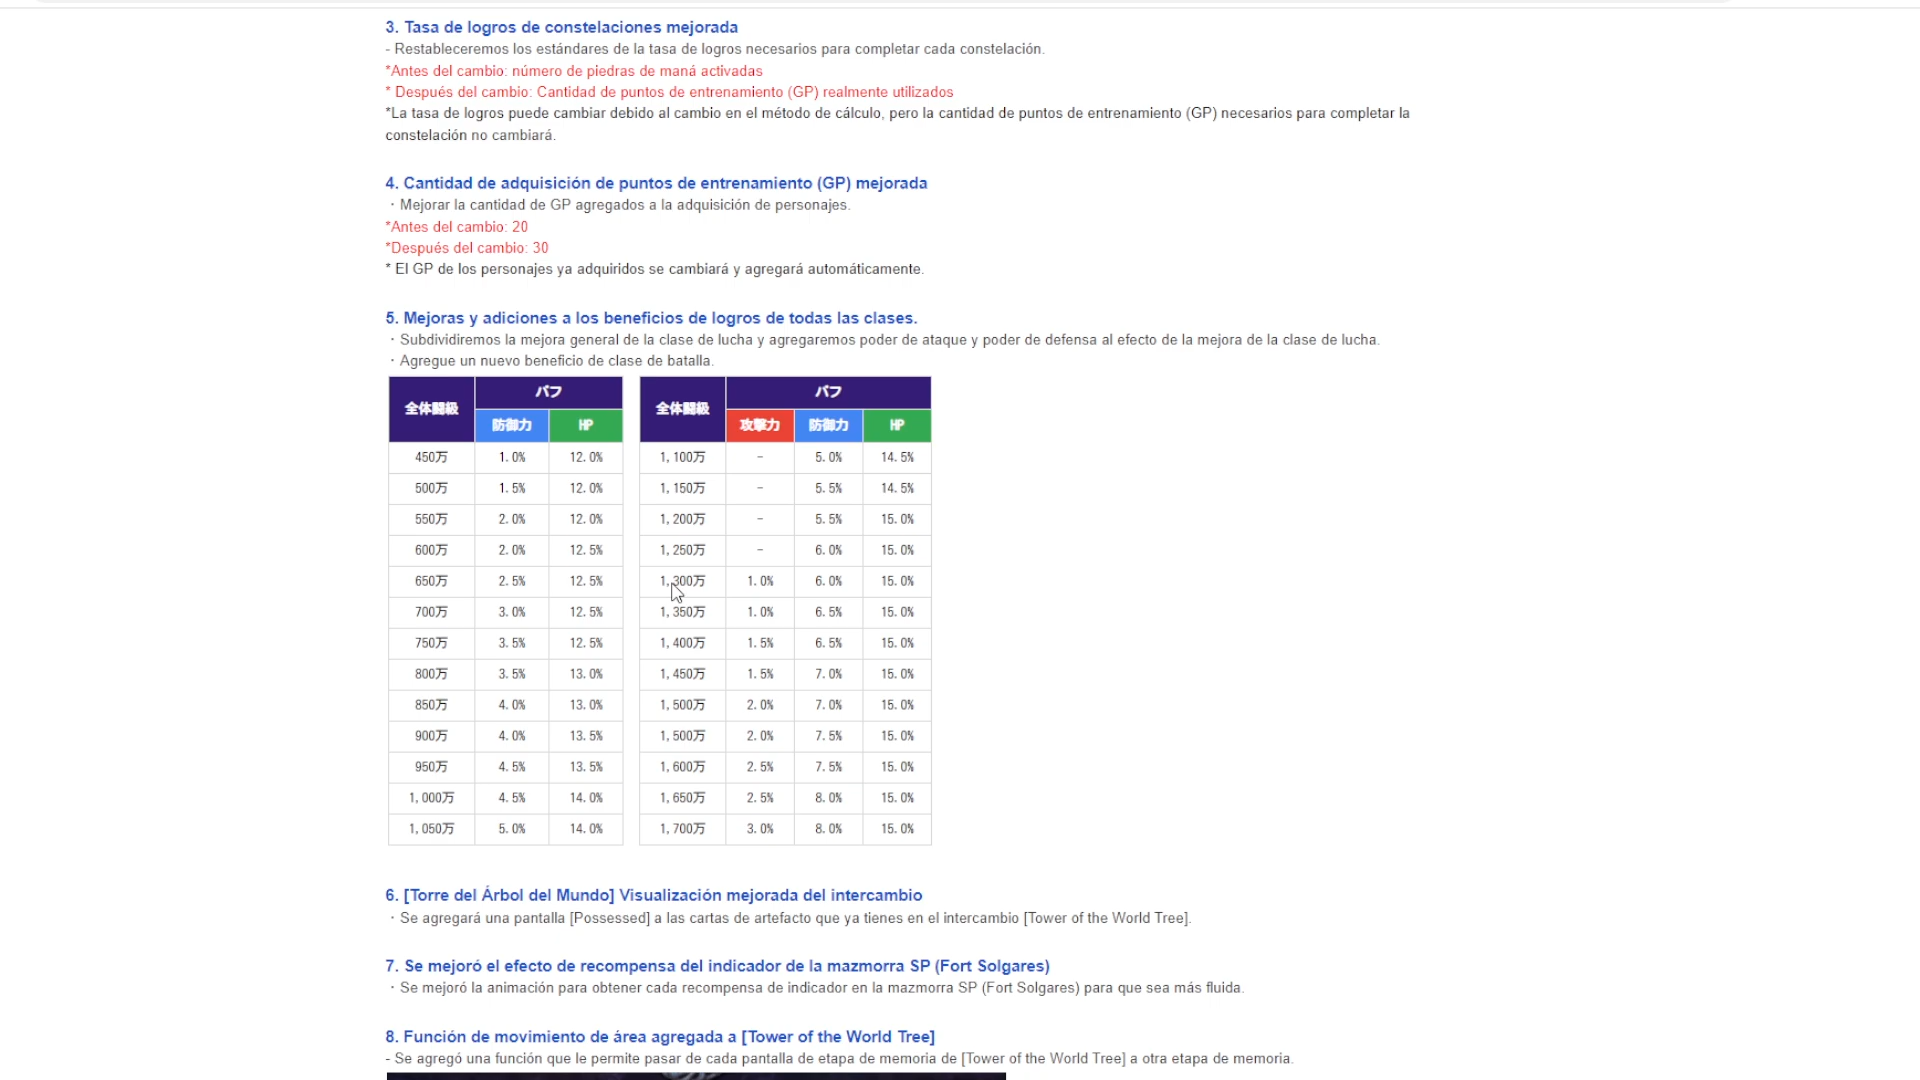 3. Tasa de logros de constelaciones mejorada
- Restableceremos los estándares de la tasa de logros necesarios para completar cada constelación.
*Antes del cambio: número de piedras de maná activadas
* Después del cambio: Cantidad de puntos de entrenamiento (GP) realmente utilizados
*La tasa de logros puede cambiar debido al cambio en el método de cálculo, pero la cantidad de puntos de entrenamiento (GP) necesarios para completar la
constelación no cambiará.
4. Cantidad de adquisición de puntos de entrenamiento (GP) mejorada
・Mejorar la cantidad de GP agregados a la adquisición de personajes.
*Antes del cambio: 20
*Después del cambio: 30
* El GP de los personajes ya adquiridos se cambiará y agregará automáticamente.
5. Mejoras y adiciones a los beneficios de logros de todas las clases.
・Subdividiremos la mejora general de la clase de lucha y agregaremos poder de ataque y poder de defensa al efecto de la mejora de la clase de lucha.
・Agregue un nuevo beneficio de clase de batalla.
全体闘級 バフ 全体闘級 バフ
防御力 HP 攻撃力 防御力 HP
450万 1.0% 12.0% 1,100万 - 5.0% 14.5%
500万 1.5% 12.0% 1,150万 - 5.5% 14.5%
550万 2.0% 12.0% 1,200万 - 5.5% 15.0%
600万 2.0% 12.5% 1,250万 - 6.0% 15.0%
650万 2.5% 12.5% 1,300万 1.0% 6.0% 15.0%
700万 3.0% 12.5% 1,350万 1.0% 6.5% 15.0%
750万 3.5% 12.5% 1,400万 1.5% 6.5% 15.0%
800万 3.5% 13.0% 1,450万 1.5% 7.0% 15.0%
850万 4.0% 13.0% 1,500万 2.0% 7.0% 15.0%
900万 4.0% 13.5% 1,500万 2.0% 7.5% 15.0%
950万 4.5% 13.5% 1,600万 2.5% 7.5% 15.0%
1,000万 4.5% 14.0% 1,650万 2.5% 8.0% 15.0%
1,050万 5.0% 14.0% 1,700万 3.0% 8.0% 15.0%
6. [Torre del Árbol del Mundo] Visualización mejorada del intercambio
・Se agregará una pantalla [Possessed] a las cartas de artefacto que ya tienes en el intercambio [Tower of the World Tree].
7. Se mejoró el efecto de recompensa del indicador de la mazmorra SP (Fort Solgares)
・Se mejoró la animación para obtener cada recompensa de indicador en la mazmorra SP (Fort Solgares) para que sea más fluida.
8. Función de movimiento de área agregada a [Tower of the World Tree]
- Se agregó una función que le permite pasar de cada pantalla de etapa de memoria de [Tower of the World Tree] a otra etapa de memoria.